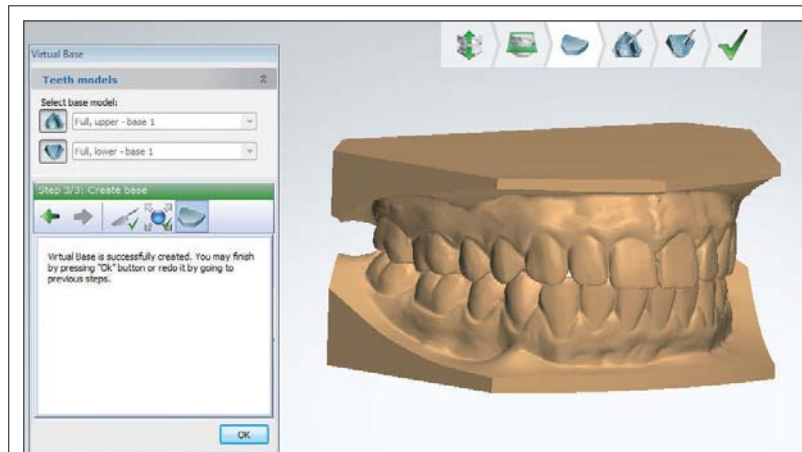 Virtual Base
Teeth models
Select base model:
Full, upper - base 1
Full, lower - base 1
Step 3/3: Create base
Virtual Base is successfully created. You may finish
by pressing "Ok" button or redo it by going to
previous steps.
OK